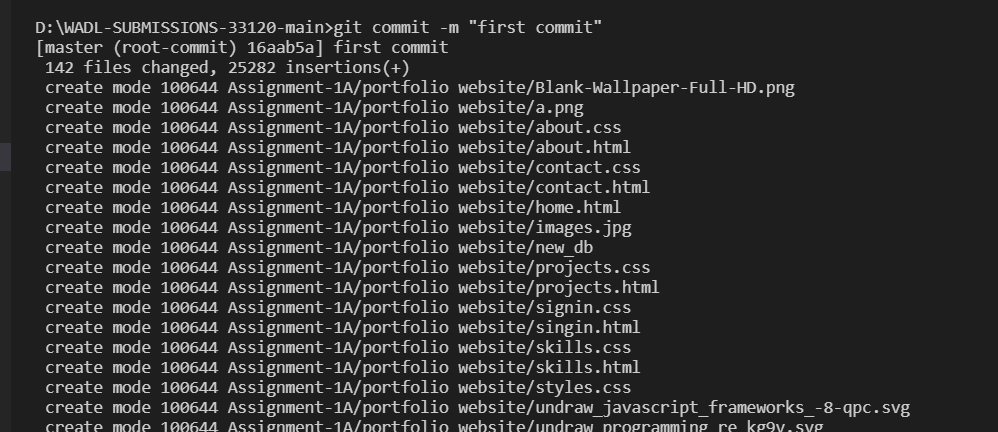 D:\WADL-SUBMISSIONS-33120-main>git commit -m "first commit"
[master (root-commit) 16aab5a] first commit
 142 files changed, 25282 insertions(+)
 create mode 100644 Assignment-1A/portfolio website/Blank-Wallpaper-Full-HD.png
 create mode 100644 Assignment-1A/portfolio website/a.png
 create mode 100644 Assignment-1A/portfolio website/about.css
 create mode 100644 Assignment-1A/portfolio website/about.html
 create mode 100644 Assignment-1A/portfolio website/contact.css
 create mode 100644 Assignment-1A/portfolio website/contact.html
 create mode 100644 Assignment-1A/portfolio website/home.html
 create mode 100644 Assignment-1A/portfolio website/images.jpg
 create mode 100644 Assignment-1A/portfolio website/new_db
 create mode 100644 Assignment-1A/portfolio website/projects.css
 create mode 100644 Assignment-1A/portfolio website/projects.html
 create mode 100644 Assignment-1A/portfolio website/signin.css
 create mode 100644 Assignment-1A/portfolio website/singin.html
 create mode 100644 Assignment-1A/portfolio website/skills.css
 create mode 100644 Assignment-1A/portfolio website/skills.html
 create mode 100644 Assignment-1A/portfolio website/styles.css
 create mode 100644 Assignment-1A/portfolio website/undraw_javascript_frameworks_-8-qpc.svg
 create mode 100644 Assignment-1A/portfolio website/undraw_programming_re_kg9v.svg